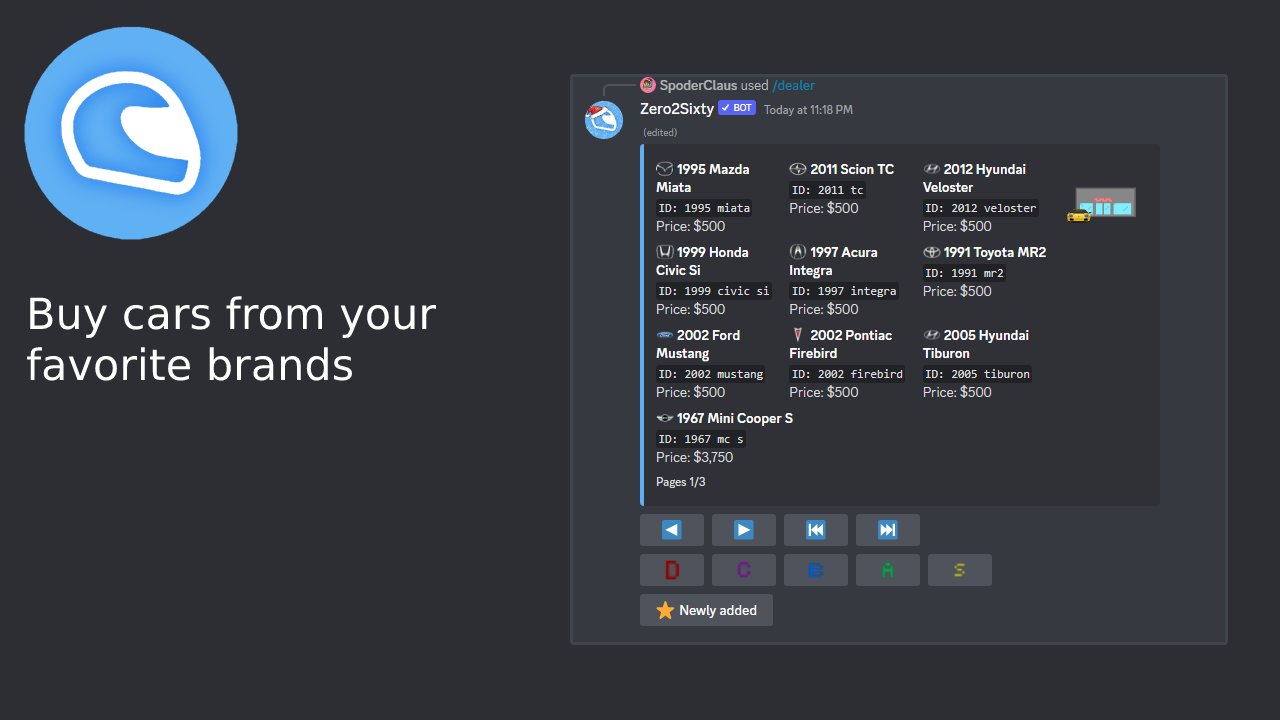 Buy cars from your
favorite brands
SpoderClaus used /dealer
Zero2Sixty BOT Today at 11:18 PM
(edited)
1995 Mazda
Miata
ID: 1995 miata
Price: $500
2011 Scion TC
ID: 2011 tc
Price: $500
2012 Hyundai
Veloster
ID: 2012 veloster
Price: $500
1999 Honda
Civic Si
ID: 1999 civic si
Price: $500
1997 Acura
Integra
ID: 1997 integra
Price: $500
1991 Toyota MR2
ID: 1991 mr2
Price: $500
2002 Ford
Mustang
ID: 2002 mustang
Price: $500
2002 Pontiac
Firebird
ID: 2002 firebird
Price: $500
2005 Hyundai
Tiburon
ID: 2005 tiburon
Price: $500
1967 Mini Cooper S
ID: 1967 mc s
Price: $3,750
Pages 1/3
D C B A S
Newly added